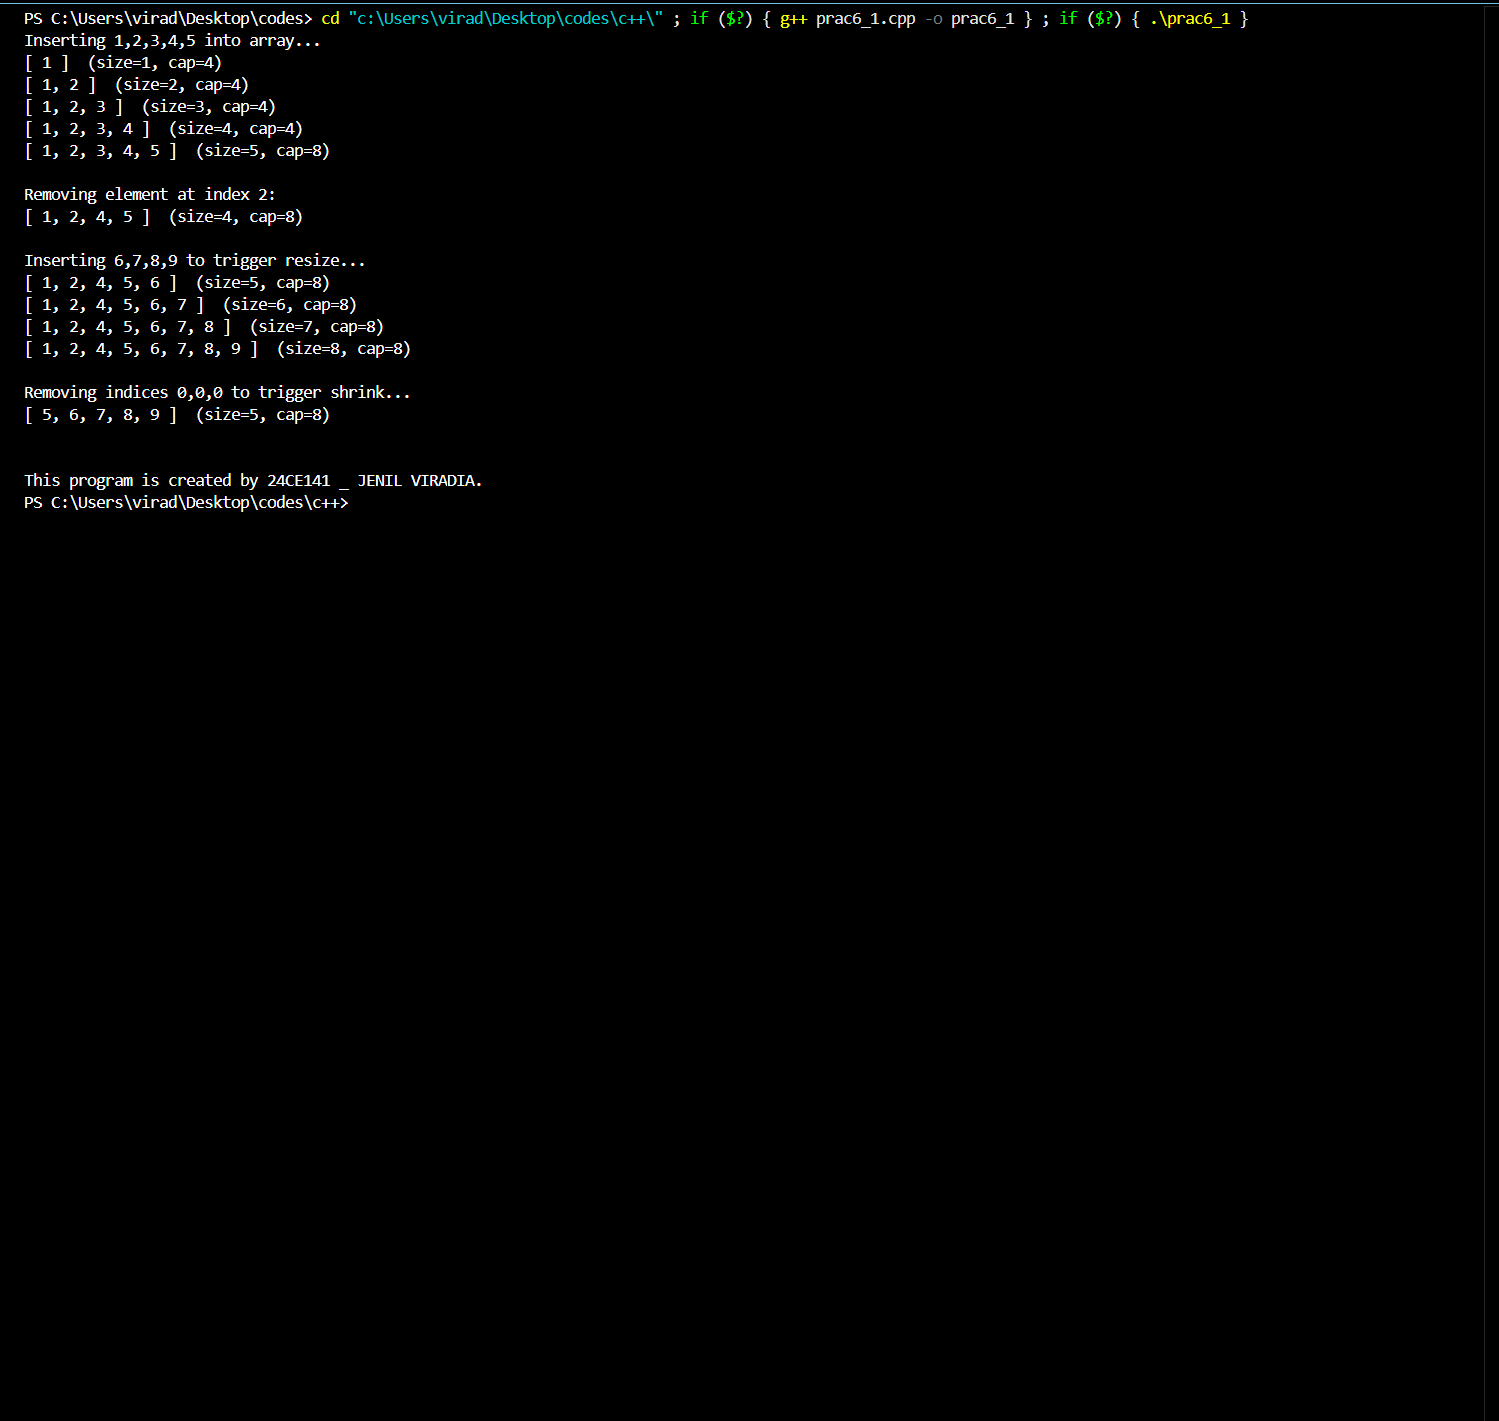 PS C:\Users\virad\Desktop\codes> cd "c:\Users\virad\Desktop\codes\c++\" ; if ($?) { g++ prac6_1.cpp -o prac6_1 } ; if ($?) { .\prac6_1 }
Inserting 1,2,3,4,5 into array...
[ 1 ]  (size=1, cap=4)
[ 1, 2 ]  (size=2, cap=4)
[ 1, 2, 3 ]  (size=3, cap=4)
[ 1, 2, 3, 4 ]  (size=4, cap=4)
[ 1, 2, 3, 4, 5 ]  (size=5, cap=8)
Removing element at index 2:
[ 1, 2, 4, 5 ]  (size=4, cap=8)
Inserting 6,7,8,9 to trigger resize...
[ 1, 2, 4, 5, 6 ]  (size=5, cap=8)
[ 1, 2, 4, 5, 6, 7 ]  (size=6, cap=8)
[ 1, 2, 4, 5, 6, 7, 8 ]  (size=7, cap=8)
[ 1, 2, 4, 5, 6, 7, 8, 9 ]  (size=8, cap=8)
Removing indices 0,0,0 to trigger shrink...
[ 5, 6, 7, 8, 9 ]  (size=5, cap=8)
This program is created by 24CE141 _ JENIL VIRADIA.
PS C:\Users\virad\Desktop\codes\c++>